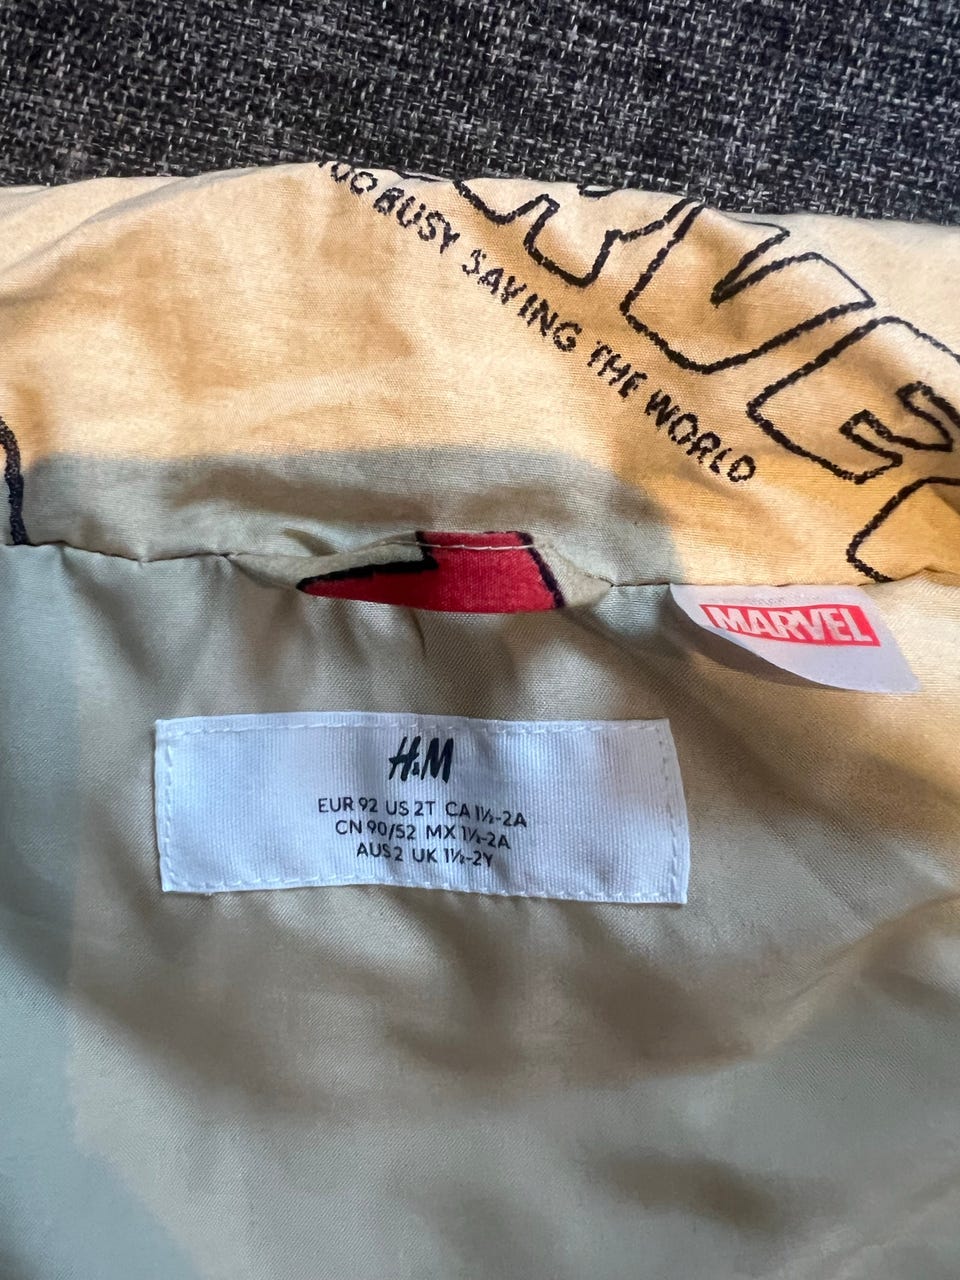 TOO BUSY SAVING THE WORLD
MARVEL
H&M
EUR 92 US 2T CA 1½-2A
CN 90/52 MX 1½-2A
AUS 2 UK 1½-2Y